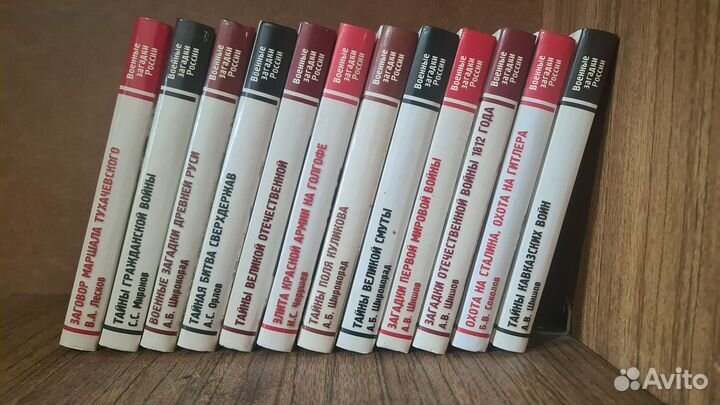 Военные
загадки
России
ЗАГОВОР МАРШАЛА ТУХАЧЕВСКОГО
В.А. Лесков
Военные
загадки
России
ТАЙНЫ ГРАЖДАНСКОЙ ВОЙНЫ
С.С. Миронов
Военные
загадки
России
ВОЕННЫЕ ЗАГАДКИ ДРЕВНЕЙ РУСИ
А.Б. Широкорад
Военные
загадки
России
ТАЙНАЯ БИТВА СВЕРХДЕРЖАВ
А.С. Орлов
Военные
загадки
России
ТАЙНЫ ВЕЛИКОЙ ОТЕЧЕСТВЕННОЙ
Военные
загадки
России
ЭЛИТА КРАСНОЙ АРМИИ НА ГОЛГОФЕ
Н.С. Черушев
Военные
загадки
России
ТАЙНЫ ПОЛЯ КУЛИКОВА
А.Б. Широкорад
Военные
загадки
России
ТАЙНЫ ВЕЛИКОЙ СМУТЫ
А.Б. Широкорад
Военные
загадки
России
ЗАГАДКИ ПЕРВОЙ МИРОВОЙ ВОЙНЫ
А.В. Шишов
Военные
загадки
России
ЗАГАДКИ ОТЕЧЕСТВЕННОЙ ВОЙНЫ 1812 ГОДА
А.В. Шишов
Военные
загадки
России
ОХОТА НА СТАЛИНА, ОХОТА НА ГИТЛЕРА
Б.В. Соколов
Военные
загадки
России
ТАЙНЫ КАВКАЗСКИХ ВОЙН
А.В. Шишов
Avito